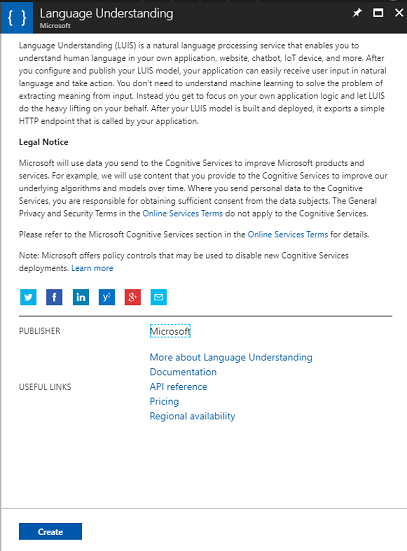 Language Understanding
Microsoft
Language Understanding (LUIS) is a natural language processing service that enables you to
understand human language in your own application, website, chatbot, IoT device, and more. After
you configure and publish your LUIS model, your application can easily receive user input in natural
language and take action. You don't need to understand machine learning to solve the problem of
extracting meaning from input. Instead you get to focus on your own application logic and let LUIS
do the heavy lifting on your behalf. After your LUIS model is built and deployed, it exports a simple
HTTP endpoint that is called by your application.
Legal Notice
Microsoft will use data you send to the Cognitive Services to improve Microsoft products and
services. For example, we will use content that you provide to the Cognitive Services to improve our
underlying algorithms and models over time. Where you send personal data to the Cognitive
Services, you are responsible for obtaining sufficient consent from the data subjects. The General
Privacy and Security Terms in the Online Services Terms do not apply to the Cognitive Services.
Please refer to the Microsoft Cognitive Services section in the Online Services Terms for details.
Note: Microsoft offers policy controls that may be used to disable new Cognitive Services
deployments. Learn more
PUBLISHER Microsoft
More about Language Understanding
Documentation
USEFUL LINKS API reference
Pricing
Regional availability
Create